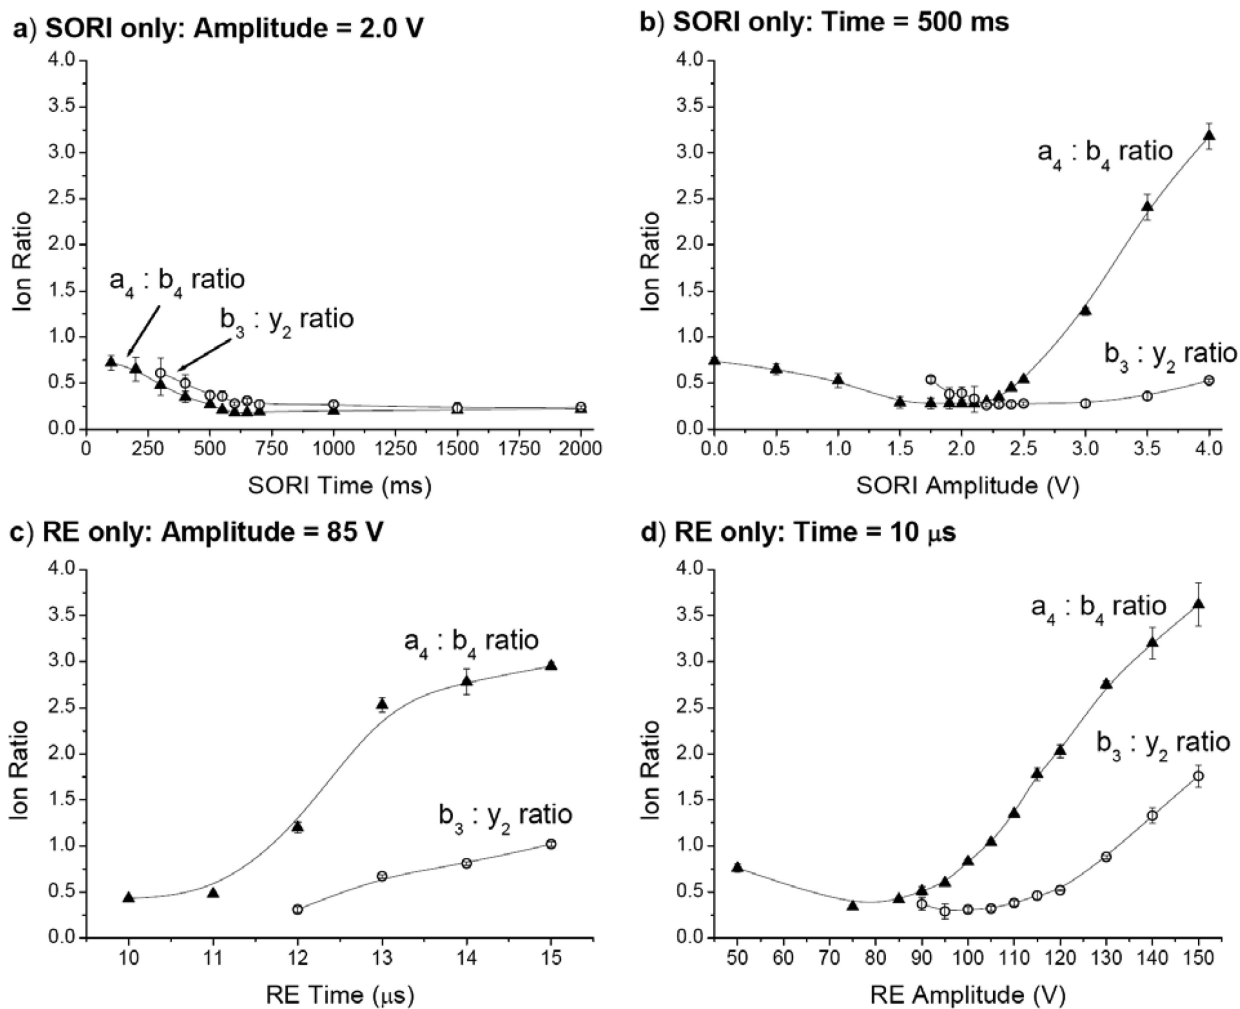 a) SORI only: Amplitude = 2.0 V
4.0
3.5
3.0
2.5
2.0
1.5
1.0
0.5
0.0
Ion Ratio
a4 : b4 ratio
b3 : y2 ratio
0 250 500 750 1000 1250 1500 1750 2000
SORI Time (ms)
b) SORI only: Time = 500 ms
4.0
3.5
3.0
2.5
2.0
1.5
1.0
0.5
0.0
Ion Ratio
a4 : b4 ratio
b3 : y2 ratio
0.0 0.5 1.0 1.5 2.0 2.5 3.0 3.5 4.0
SORI Amplitude (V)
c) RE only: Amplitude = 85 V
4.0
3.5
3.0
2.5
2.0
1.5
1.0
0.5
0.0
Ion Ratio
a4 : b4 ratio
b3 : y2 ratio
10 11 12 13 14 15
RE Time (μs)
d) RE only: Time = 10 μs
4.0
3.5
3.0
2.5
2.0
1.5
1.0
0.5
0.0
Ion Ratio
a4 : b4 ratio
b3 : y2 ratio
50 60 70 80 90 100 110 120 130 140 150
RE Amplitude (V)